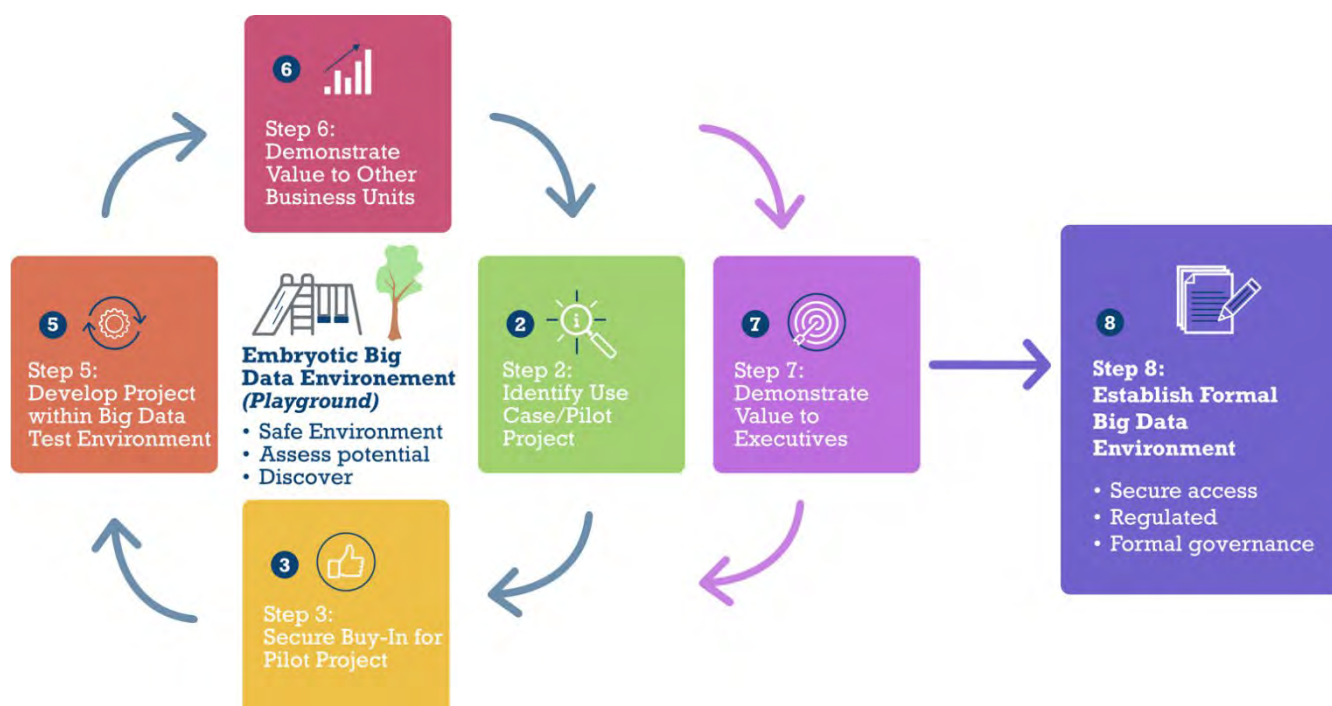 6
Step 6:
Demonstrate
Value to Other
Business Units
5
Step 5:
Develop Project
within Big Data
Test Environment
Embryotic Big
Data Environement
(Playground)
• Safe Environment
• Assess potential
• Discover
2
Step 2:
Identify Use
Case/Pilot
Project
7
Step 7:
Demonstrate
Value to
Executives
8
Step 8:
Establish Formal
Big Data
Environment
• Secure access
• Regulated
• Formal governance
3
Step 3:
Secure Buy-In for
Pilot Project